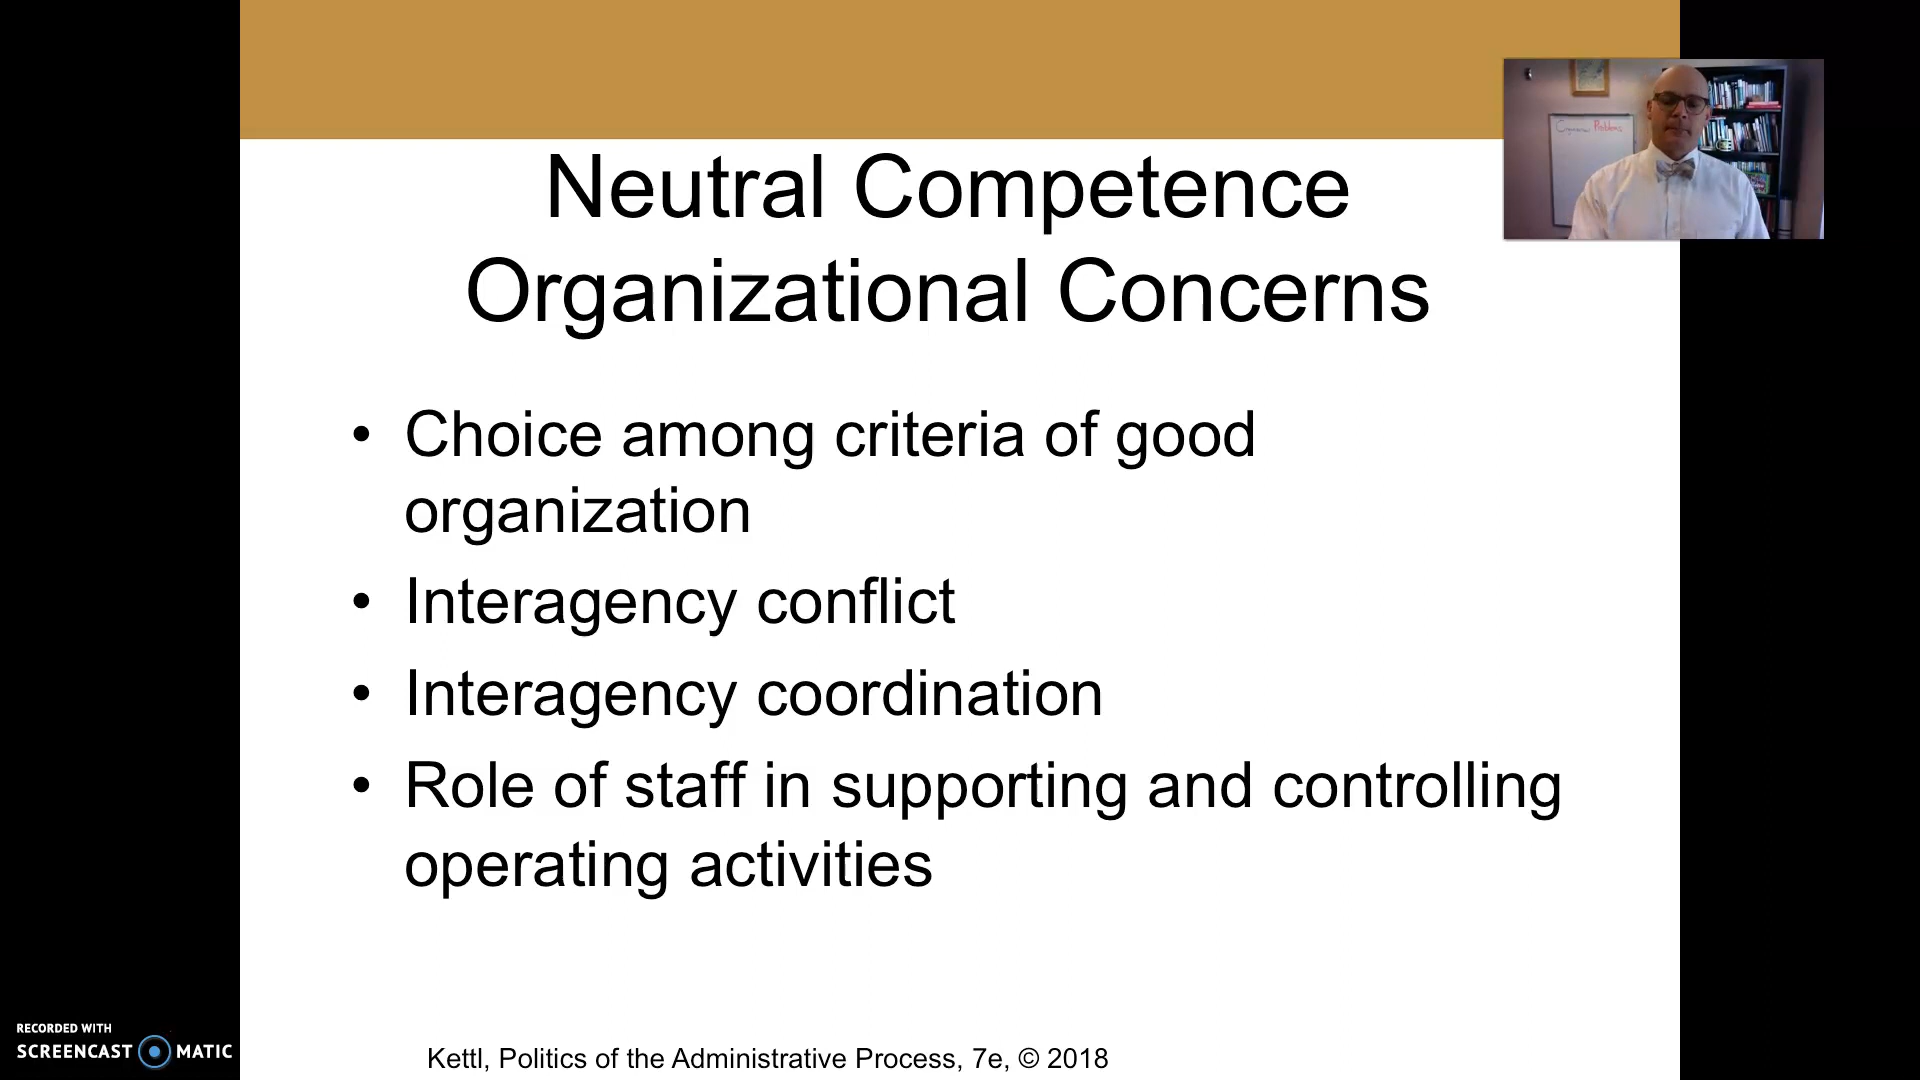 Neutral Competence
Organizational Concerns
• Choice among criteria of good
organization
• Interagency conflict
• Interagency coordination
• Role of staff in supporting and controlling
operating activities
Kettl, Politics of the Administrative Process, 7e, © 2018
RECORDED WITH
SCREENCAST MATIC
Problems